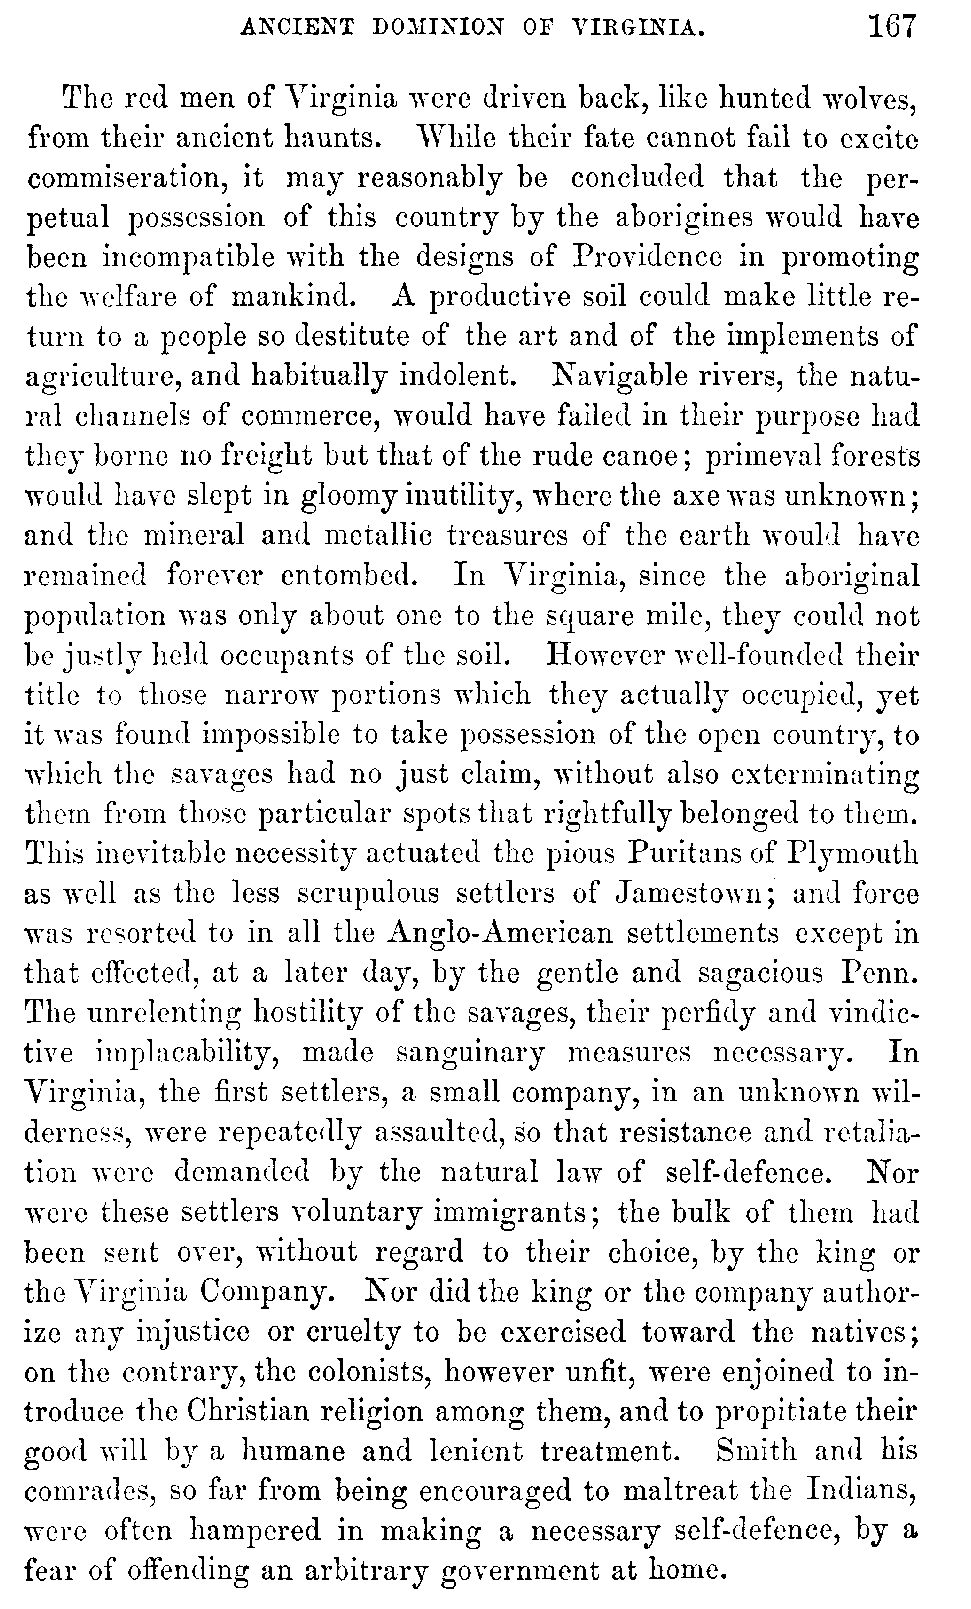 ANCIENT DOMINION OF VIRGINIA. 167
The red men of Virginia were driven back, like hunted wolves,
from their ancient haunts. While their fate cannot fail to excite
commiseration, it may reasonably be concluded that the per-
petual possession of this country by the aborigines would have
been incompatible with the designs of Providence in promoting
the welfare of mankind. A productive soil could make little re-
turn to a people so destitute of the art and of the implements of
agriculture, and habitually indolent. Navigable rivers, the natu-
ral channels of commerce, would have failed in their purpose had
they borne no freight but that of the rude canoe; primeval forests
would have slept in gloomy inutility, where the axe was unknown;
and the mineral and metallic treasures of the earth would have
remained forever entombed. In Virginia, since the aboriginal
population was only about one to the square mile, they could not
be justly held occupants of the soil. However well-founded their
title to those narrow portions which they actually occupied, yet
it was found impossible to take possession of the open country, to
which the savages had no just claim, without also exterminating
them from those particular spots that rightfully belonged to them.
This inevitable necessity actuated the pious Puritans of Plymouth
as well as the less scrupulous settlers of Jamestown; and force
was resorted to in all the Anglo-American settlements except in
that effected, at a later day, by the gentle and sagacious Penn.
The unrelenting hostility of the savages, their perfidy and vindic-
tive implacability, made sanguinary measures necessary. In
Virginia, the first settlers, a small company, in an unknown wil-
derness, were repeatedly assaulted, so that resistance and retalia-
tion were demanded by the natural law of self-defence. Nor
were these settlers voluntary immigrants; the bulk of them had
been sent over, without regard to their choice, by the king or
the Virginia Company. Nor did the king or the company author-
ize any injustice or cruelty to be exercised toward the natives;
on the contrary, the colonists, however unfit, were enjoined to in-
troduce the Christian religion among them, and to propitiate their
good will by a humane and lenient treatment. Smith and his
comrades, so far from being encouraged to maltreat the Indians,
were often hampered in making a necessary self-defence, by a
fear of offending an arbitrary government at home.